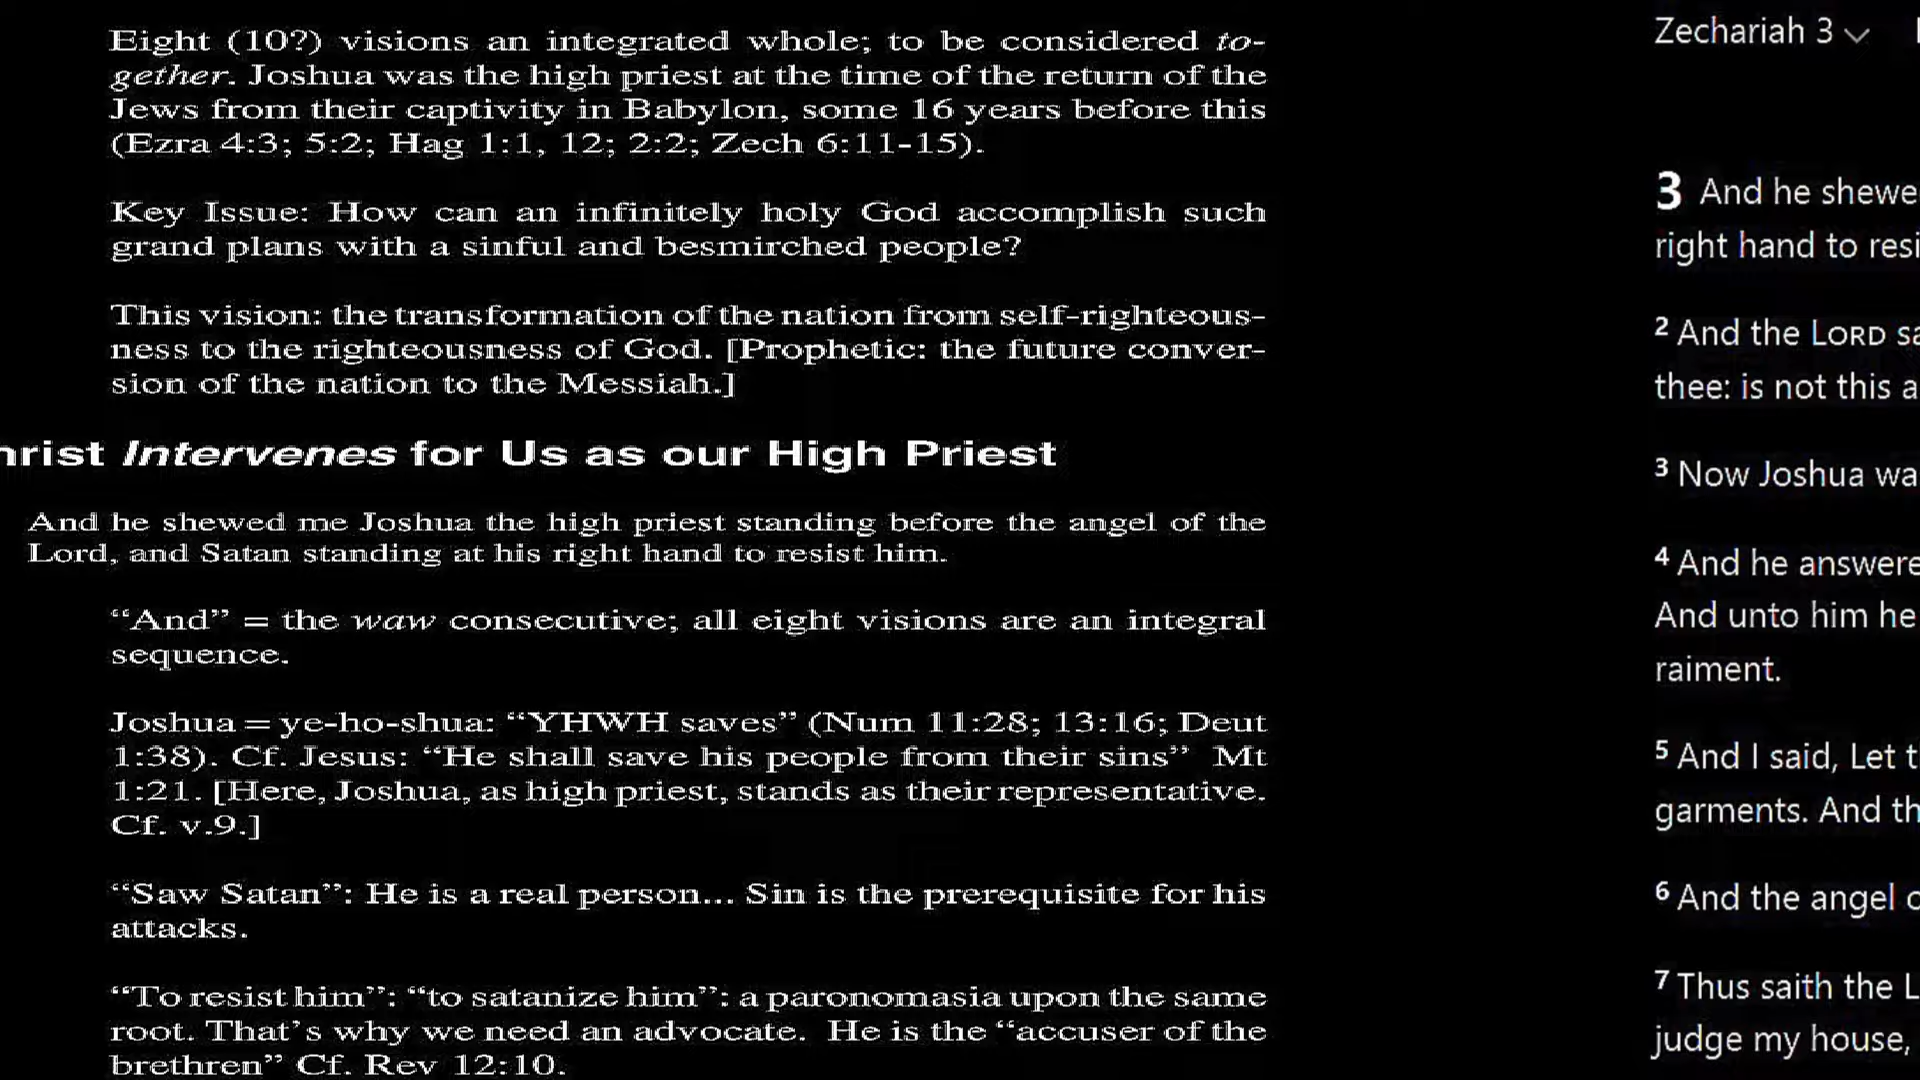 Eight (10?) visions an integrated whole; to be considered to-
gether. Joshua was the high priest at the time of the return of the
Jews from their captivity in Babylon, some 16 years before this
(Ezra 4:3; 5:2; Hag 1:1, 12; 2:2; Zech 6:11-15).
Key Issue: How can an infinitely holy God accomplish such
grand plans with a sinful and besmirched people?
This vision: the transformation of the nation from self-righteous-
ness to the righteousness of God. [Prophetic: the future conver-
sion of the nation to the Messiah.]
hrist Intervenes for Us as our High Priest
And he shewed me Joshua the high priest standing before the angel of the
Lord, and Satan standing at his right hand to resist him.
“And” = the waw consecutive; all eight visions are an integral
sequence.
Joshua = ye-ho-shua: “YHWH saves” (Num 11:28; 13:16; Deut
1:38). Cf. Jesus: “He shall save his people from their sins” Mt
1:21. [Here, Joshua, as high priest, stands as their representative.
Cf. v.9.]
“Saw Satan”: He is a real person... Sin is the prerequisite for his
attacks.
“To resist him”: “to satanize him”: a paronomasia upon the same
root. That’s why we need an advocate. He is the “accuser of the
brethren” Cf. Rev 12:10.
Zechariah 3
3 And he shewe
right hand to resi
2 And the LORD sa
thee: is not this a
3 Now Joshua wa
4 And he answere
And unto him he
raiment.
5 And I said, Let t
garments. And th
6 And the angel o
7 Thus saith the L
judge my house,